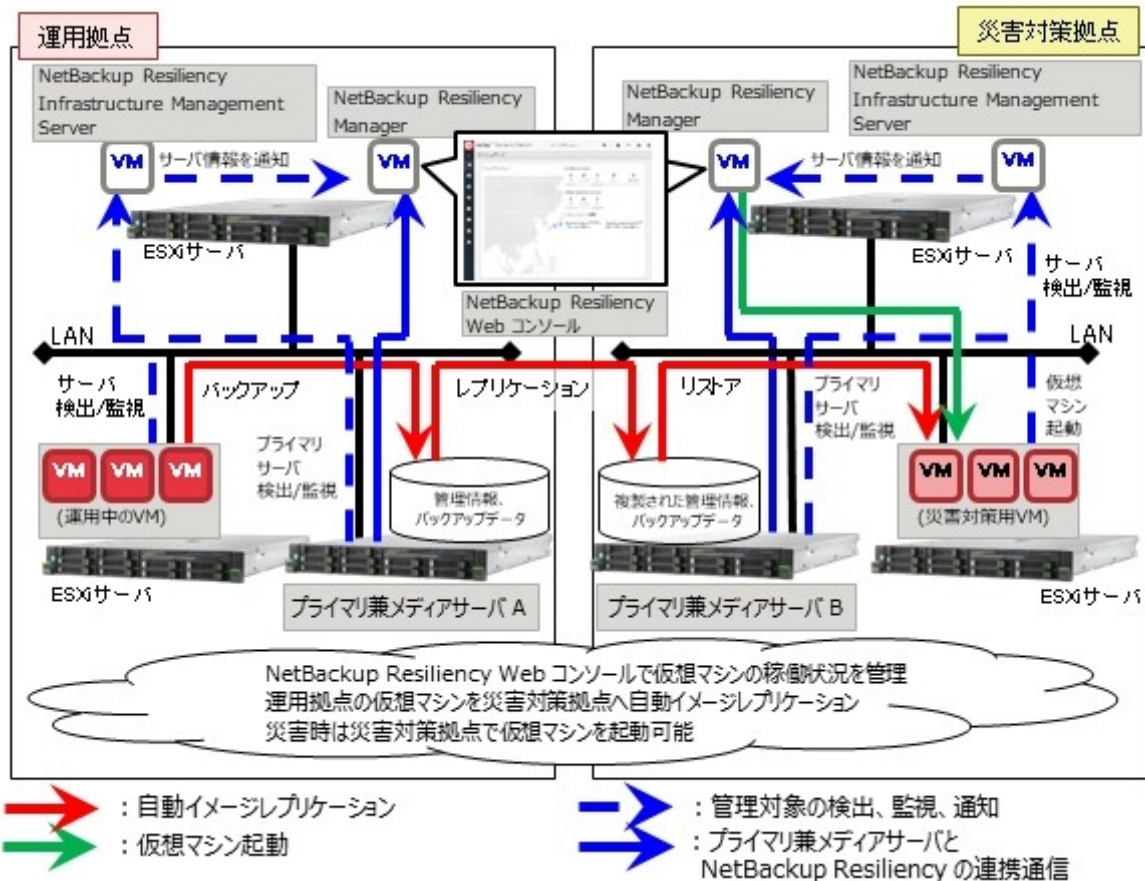 運用拠点
災害対策拠点
NetBackup Resiliency
Infrastructure Management
Server
NetBackup Resiliency
Manager
NetBackup Resiliency
Manager
NetBackup Resiliency
Infrastructure Management
Server
VM
サーバ情報を通知
VM
VM
サーバ情報を通知
VM
ESXiサーバ
ESXiサーバ
サーバ
検出/監視
NetBackup Resiliency
Web コンソール
LAN
LAN
サーバ
検出/監視
バックアップ
レプリケーション
リストア
プライマリ
サーバ
検出/監視
仮想
マシン
起動
プライマリ
サーバ
検出/監視
VM VM VM
(運用中のVM)
管理情報、
バックアップデータ
複製された管理情報、
バックアップデータ
VM VM VM
(災害対策用VM)
ESXiサーバ
プライマリ兼メディアサーバ A
プライマリ兼メディアサーバ B
ESXiサーバ
NetBackup Resiliency Web コンソールで仮想マシンの稼働状況を管理
運用拠点の仮想マシンを災害対策拠点へ自動イメージレプリケーション
災害時は災害対策拠点で仮想マシンを起動可能
：自動イメージレプリケーション
：仮想マシン起動
：管理対象の検出、監視、通知
：プライマリ兼メディアサーバと
NetBackup Resiliency の連携通信